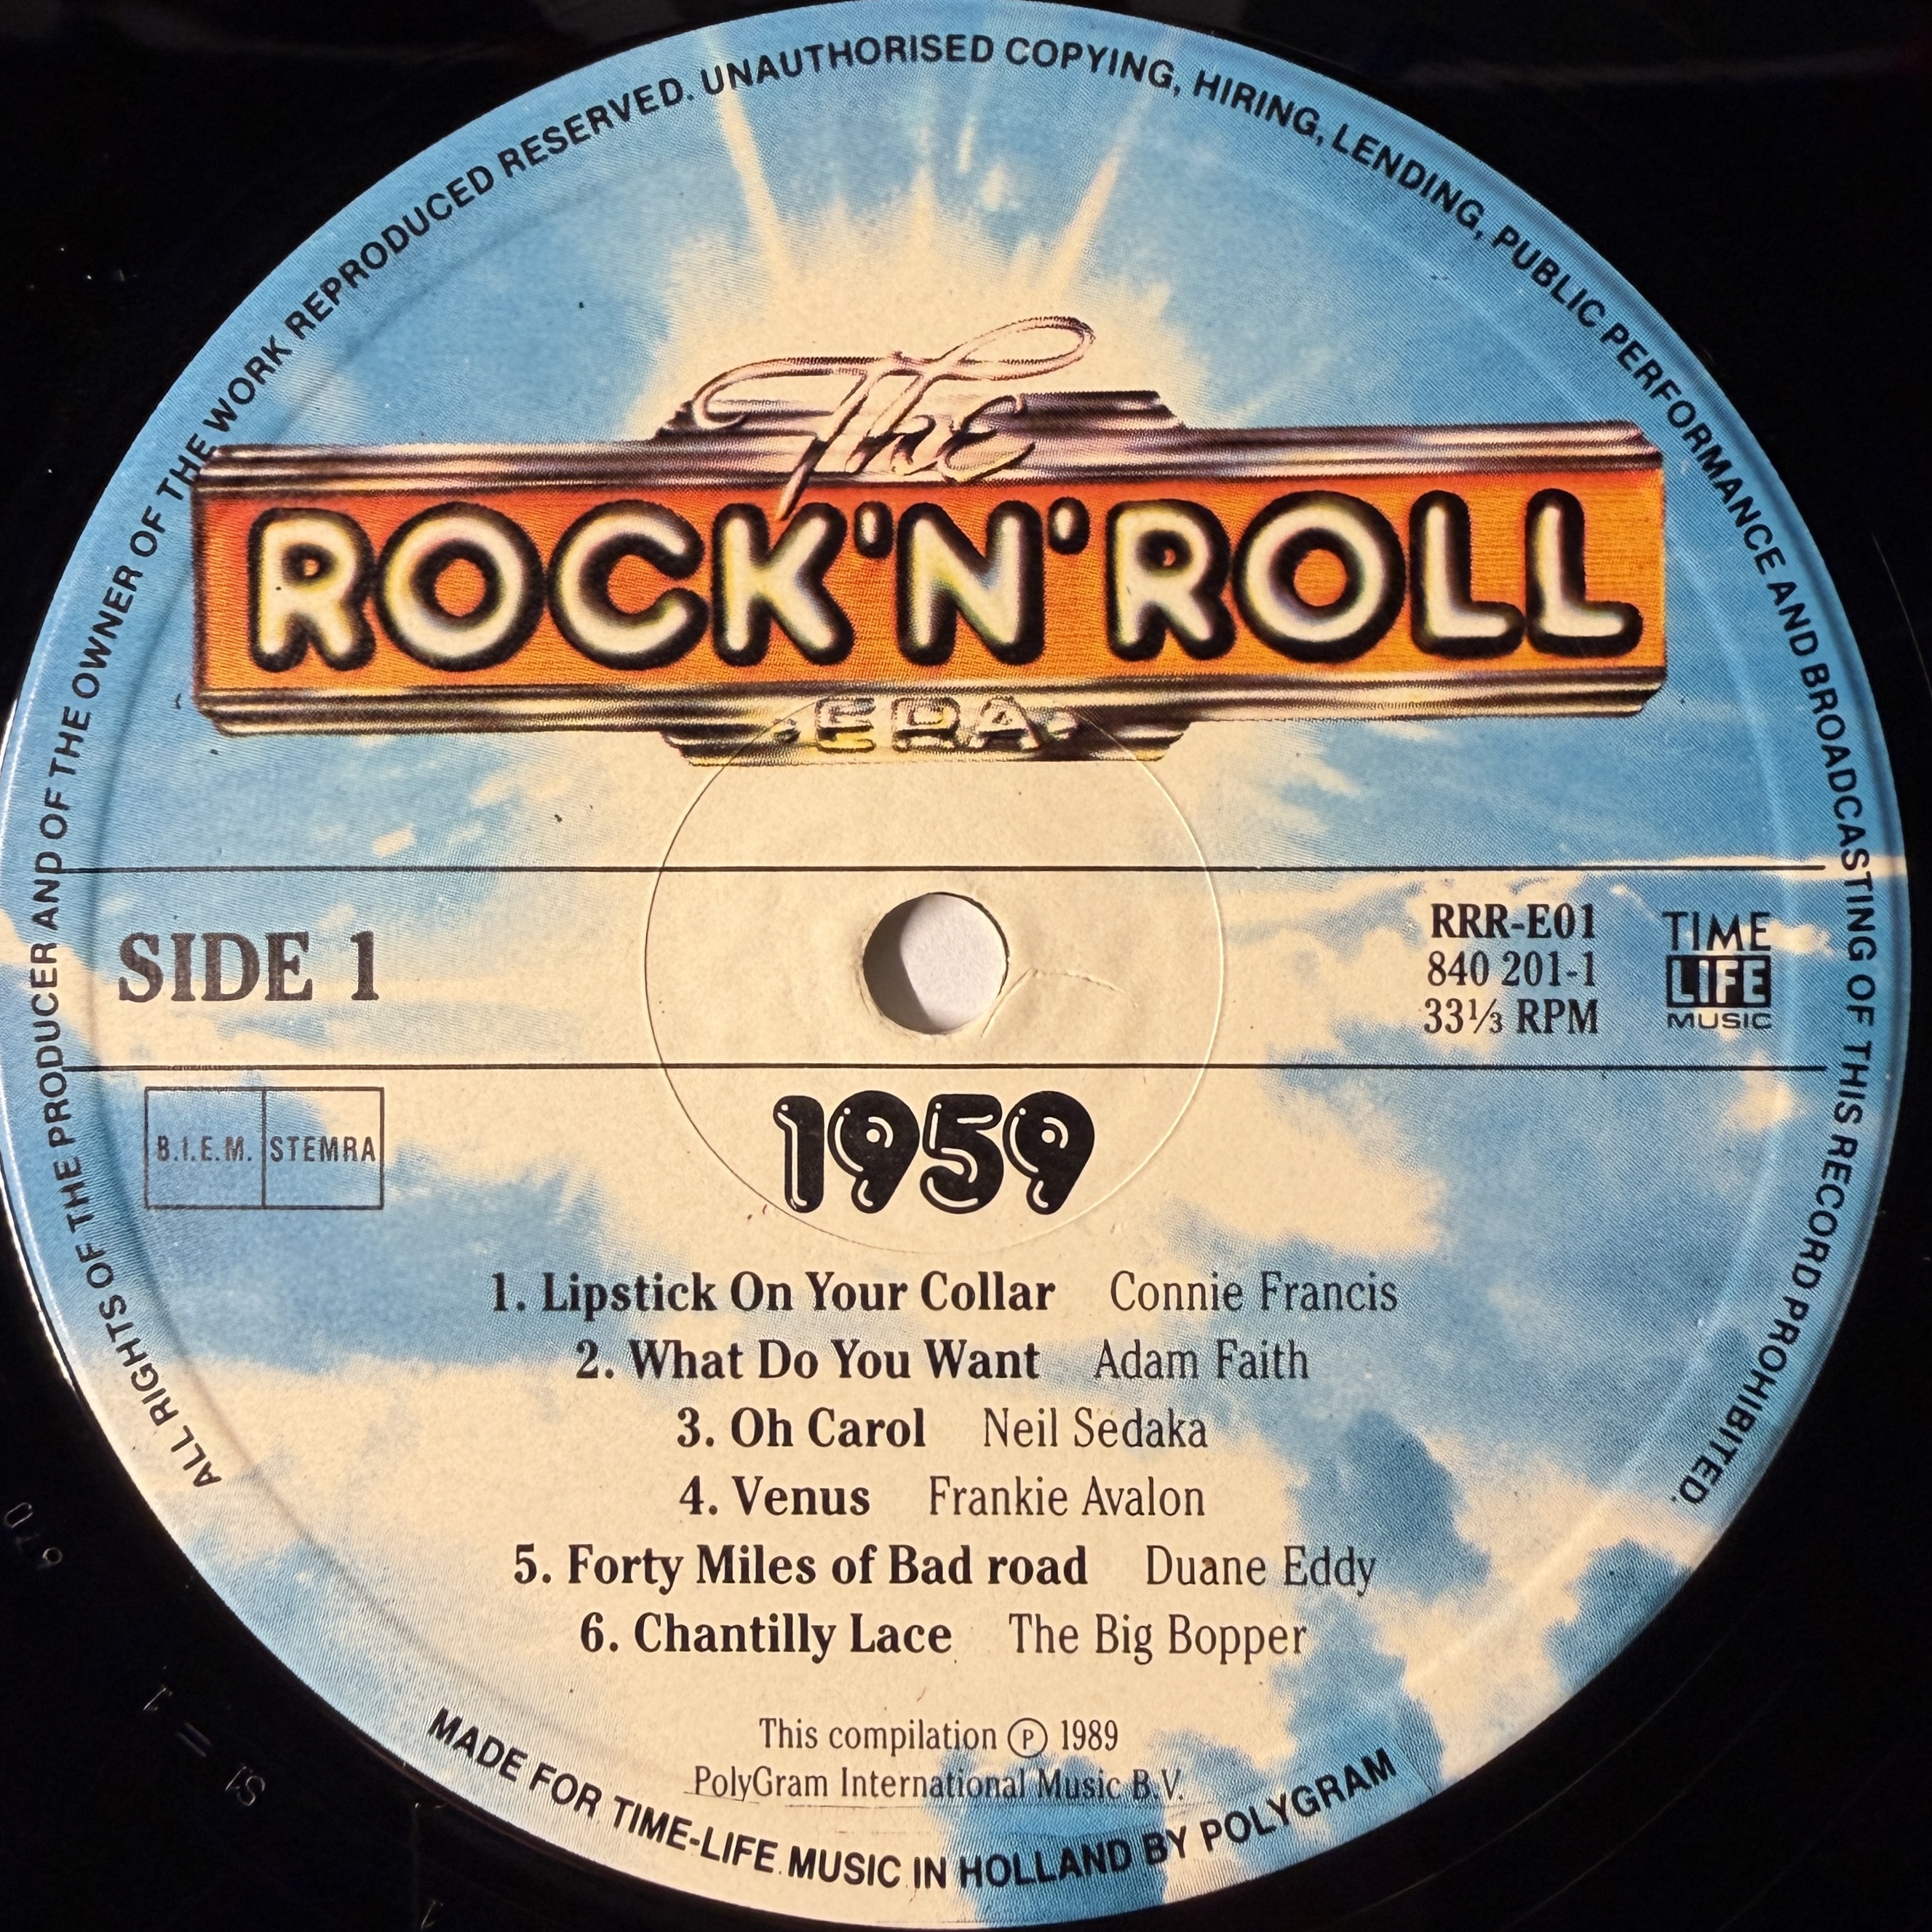 ALL RIGHTS OF THE PRODUCER AND OF THE OWNER OF THE WORK REPRODUCED RESERVED. UNAUTHORISED COPYING, HIRING, LENDING, PUBLIC PERFORMANCE AND BROADCASTING OF THIS RECORD PROHIBITED.
The
ROCK'N'ROLL
·ERA·
SIDE 1
RRR-E01
840 201-1
33⅓ RPM
TIME
LIFE
MUSIC
B.I.E.M. STEMRA
1959
1. Lipstick On Your Collar Connie Francis
2. What Do You Want Adam Faith
3. Oh Carol Neil Sedaka
4. Venus Frankie Avalon
5. Forty Miles of Bad road Duane Eddy
6. Chantilly Lace The Big Bopper
This compilation ℗ 1989
PolyGram International Music B.V.
MADE FOR TIME-LIFE MUSIC IN HOLLAND BY POLYGRAM